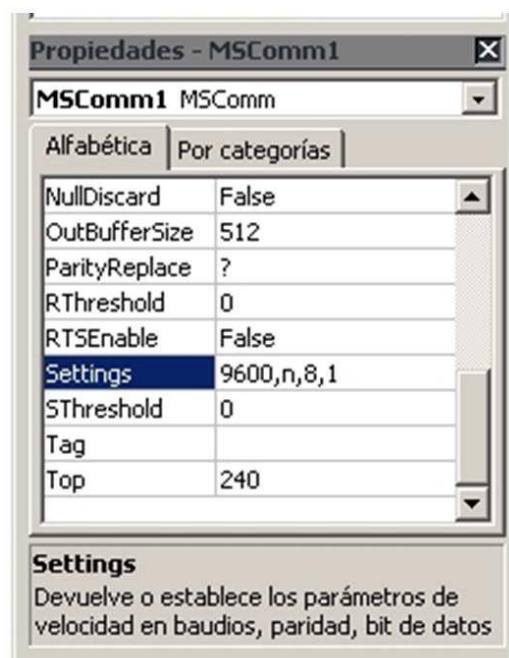 Propiedades - MSComm1
MSComm1 MSComm
Alfabética Por categorías
NullDiscard False
OutBufferSize 512
ParityReplace ?
RThreshold 0
RTSEnable False
Settings 9600,n,8,1
SThreshold 0
Tag
Top 240
Settings
Devuelve o establece los parámetros de
velocidad en baudios, paridad, bit de datos